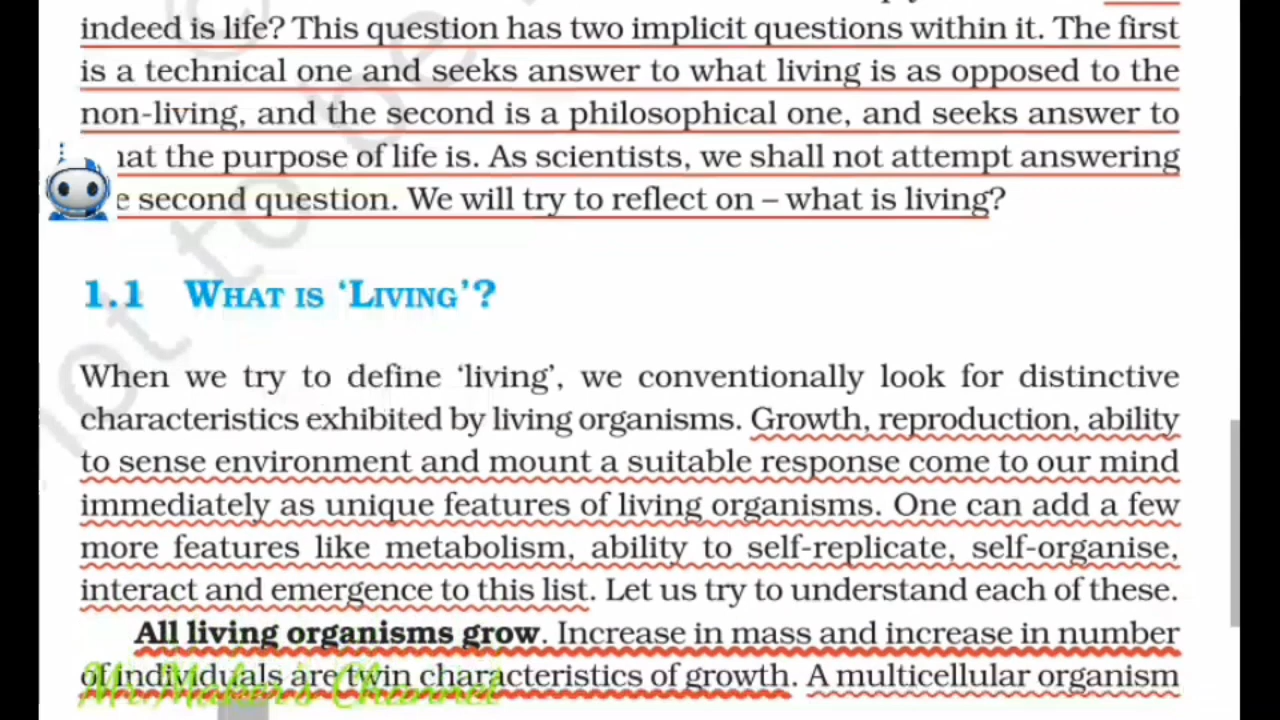 indeed is life? This question has two implicit questions within it. The first
is a technical one and seeks answer to what living is as opposed to the
non-living, and the second is a philosophical one, and seeks answer to
hat the purpose of life is. As scientists, we shall not attempt answering
e second question. We will try to reflect on – what is living?
1.1 WHAT IS ‘LIVING’?
When we try to define ‘living’, we conventionally look for distinctive
characteristics exhibited by living organisms. Growth, reproduction, ability
to sense environment and mount a suitable response come to our mind
immediately as unique features of living organisms. One can add a few
more features like metabolism, ability to self-replicate, self-organise,
interact and emergence to this list. Let us try to understand each of these.
All living organisms grow. Increase in mass and increase in number
of individuals are twin characteristics of growth. A multicellular organism